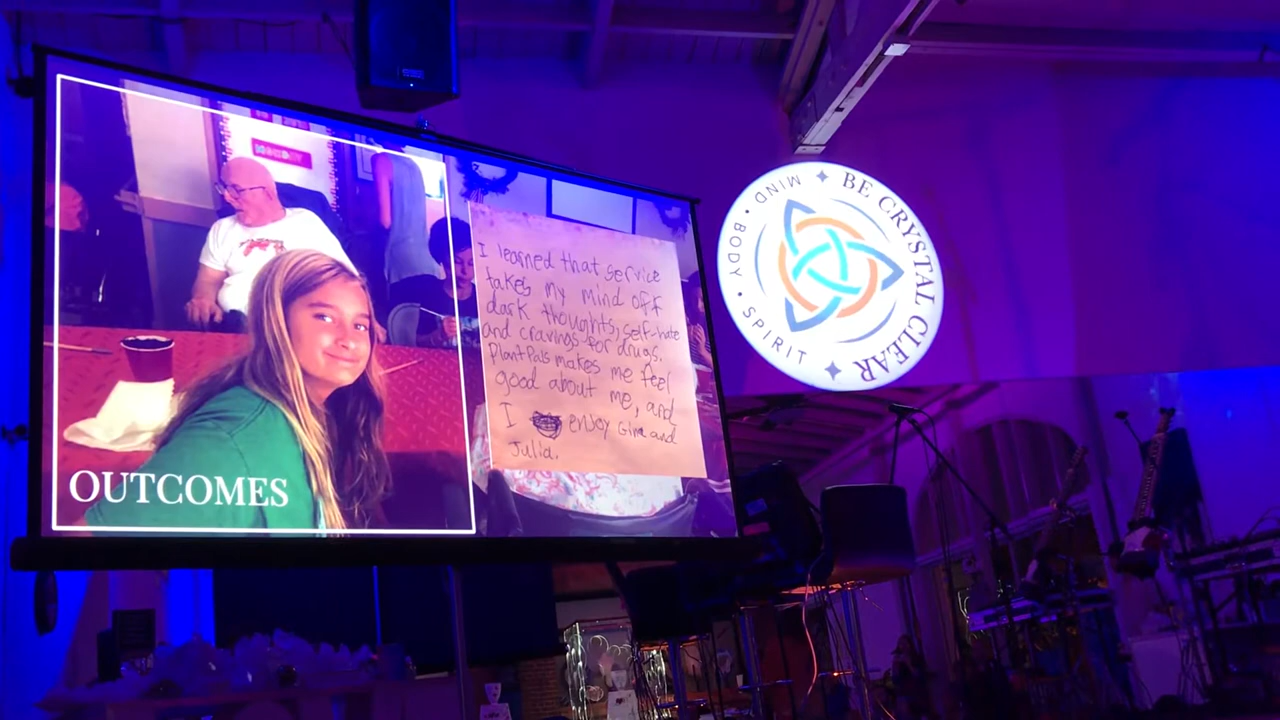 OUTCOMES
I learned that service
takes my mind off
dark thoughts, self-hate
and cravings for drugs.
PlantPals makes me feel
good about me, and
I enjoy Gina and
Julia.
BE CRYSTAL CLEAR
MIND • BODY • SPIRIT